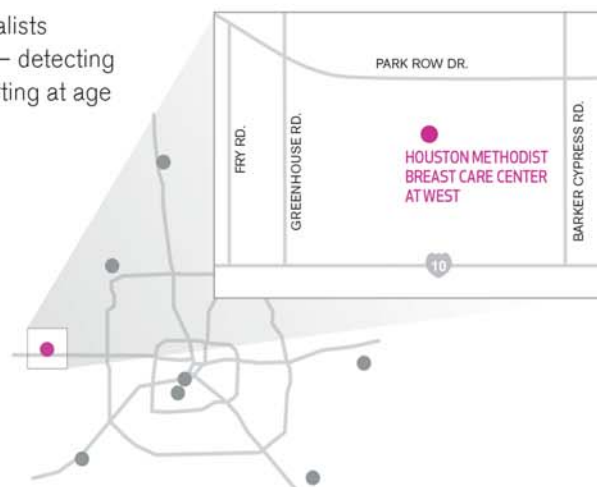 alists
– detecting
ting at age
PARK ROW DR.
FRY RD.
GREENHOUSE RD.
HOUSTON METHODIST
BREAST CARE CENTER
AT WEST
BARKER CYPRESS RD.
10